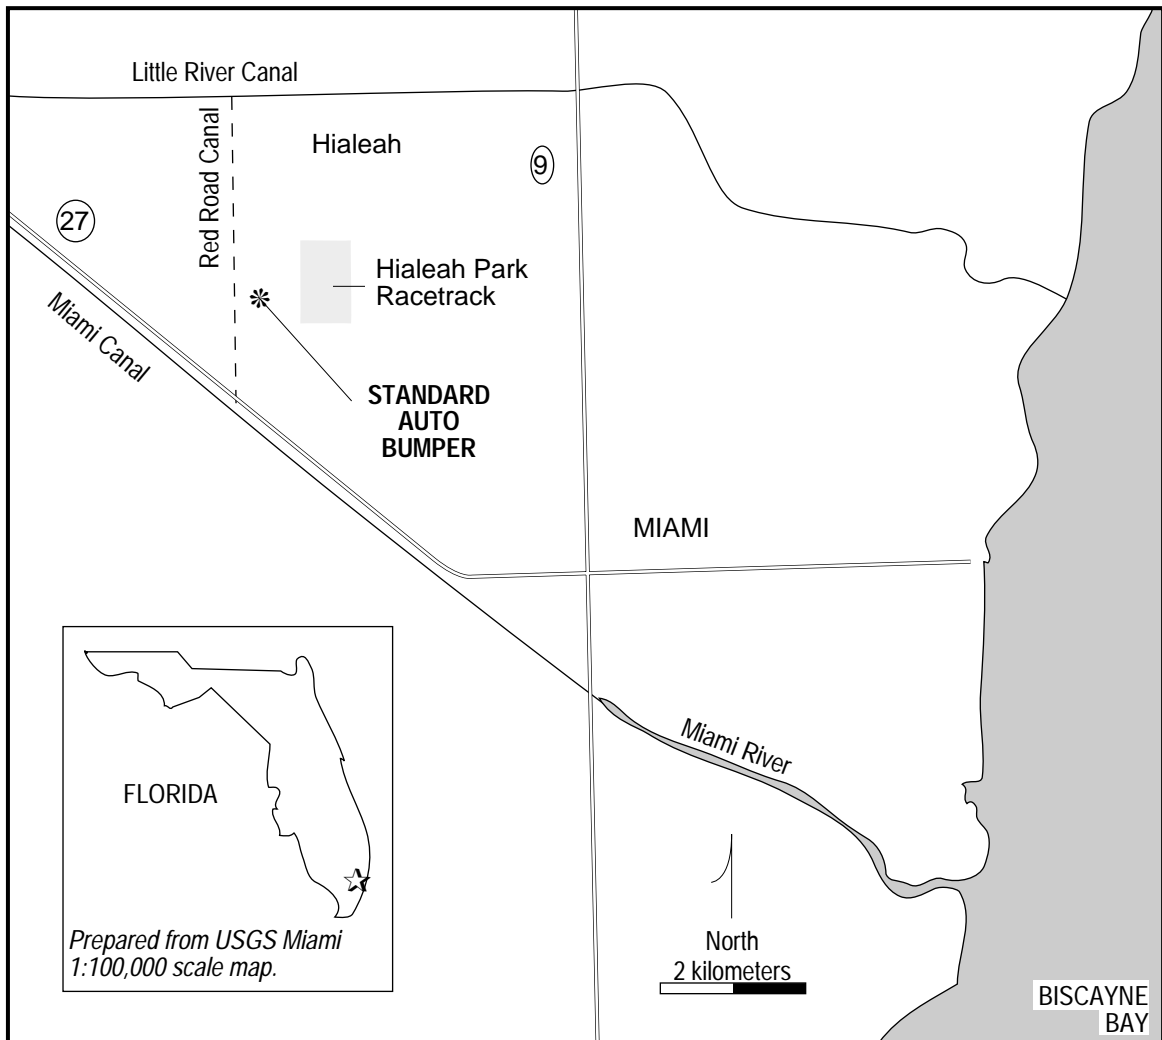 Little River Canal
Red Road Canal
Hialeah
9
27
Hialeah Park
Racetrack
Miami Canal
STANDARD
AUTO
BUMPER
MIAMI
Miami River
FLORIDA
Prepared from USGS Miami
1:100,000 scale map.
North
2 kilometers
BISCAYNE
BAY